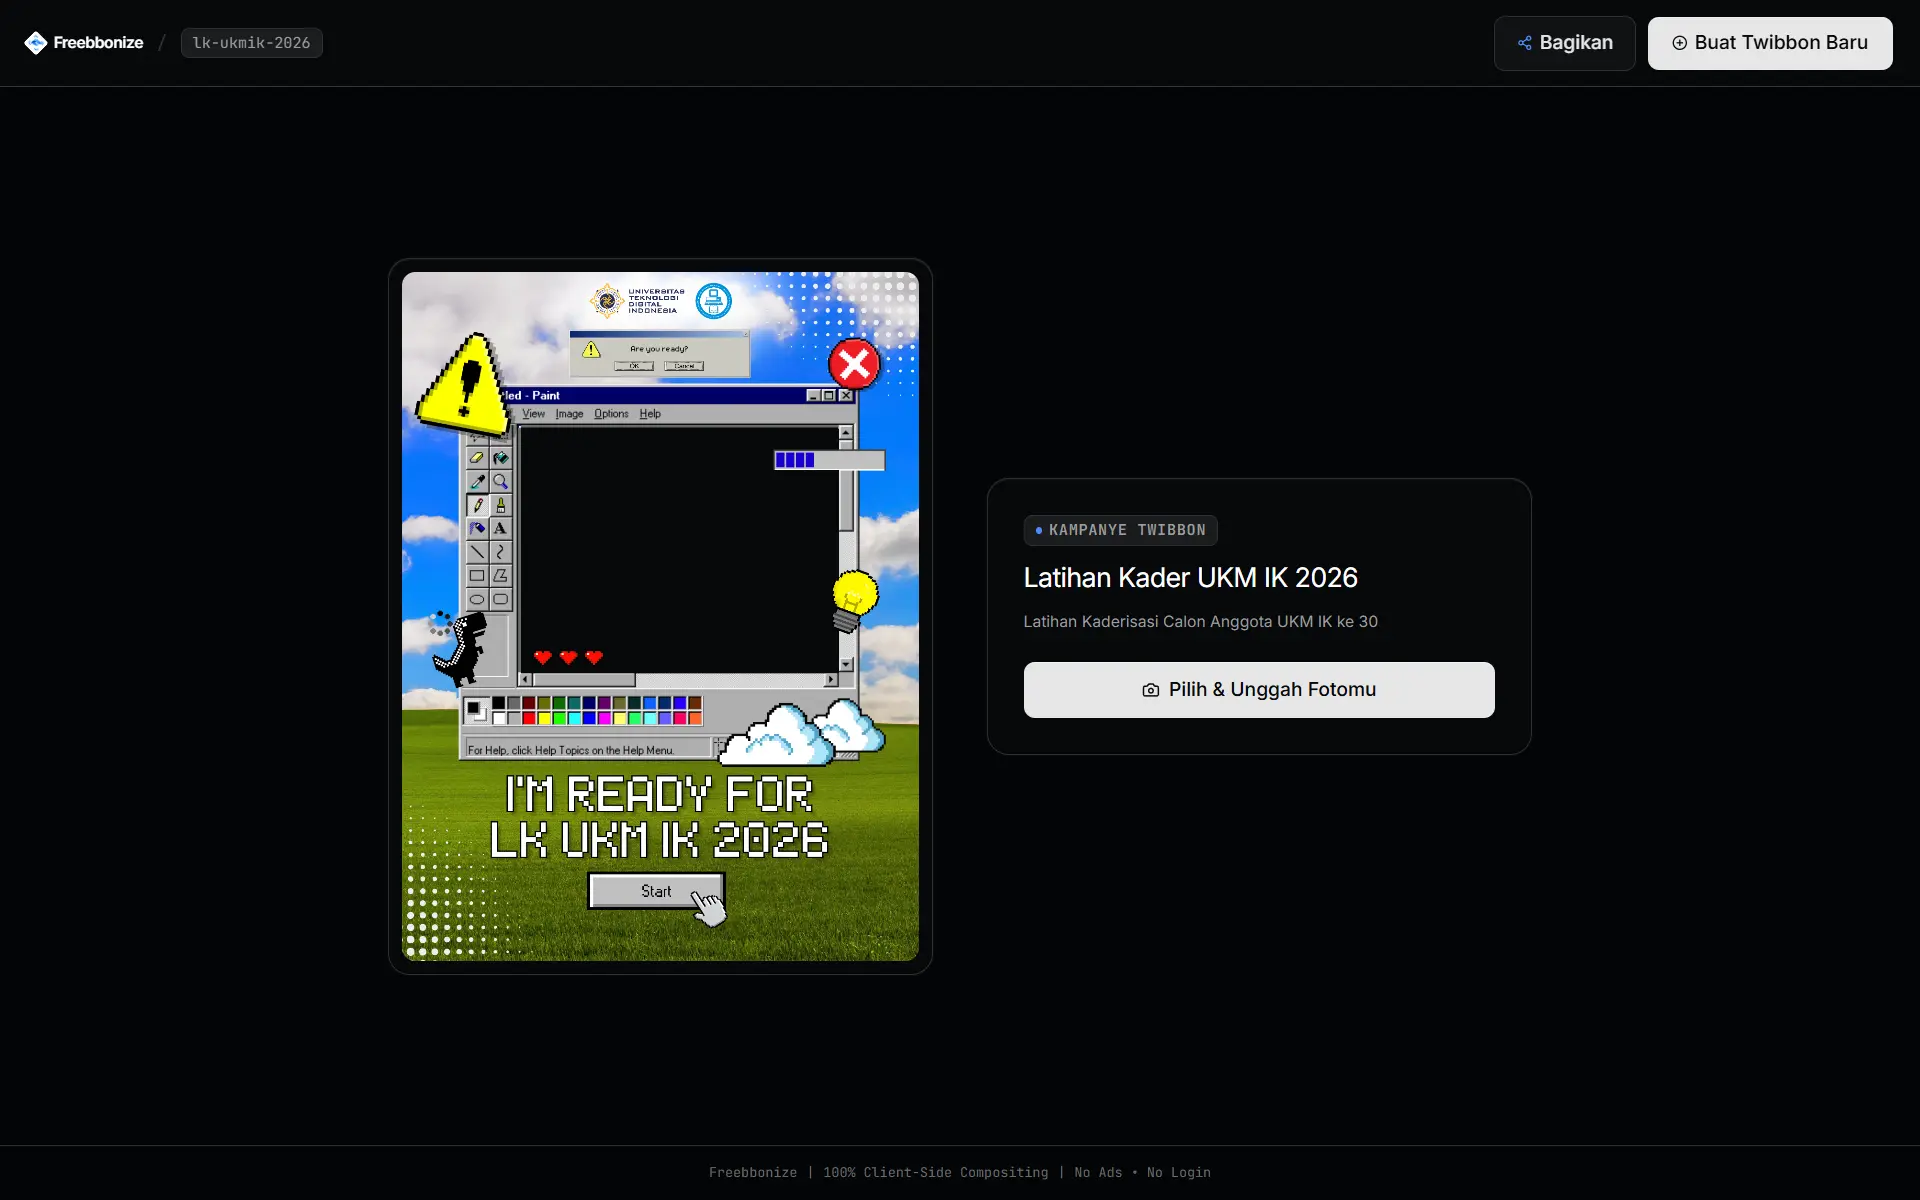 Freebbonize / lk-ukmik-2026
Bagikan
Buat Twibbon Baru
UNIVERSITAS
TEKNOLOGI
DIGITAL
INDONESIA
Are you ready?
OK
Cancel
led - Paint
View Image Options Help
A
For Help, click Help Topics on the Help Menu.
I'M READY FOR
LK UKM IK 2026
Start
KAMPANYE TWIBBON
Latihan Kader UKM IK 2026
Latihan Kaderisasi Calon Anggota UKM IK ke 30
Pilih & Unggah Fotomu
Freebbonize | 100% Client-Side Compositing | No Ads • No Login